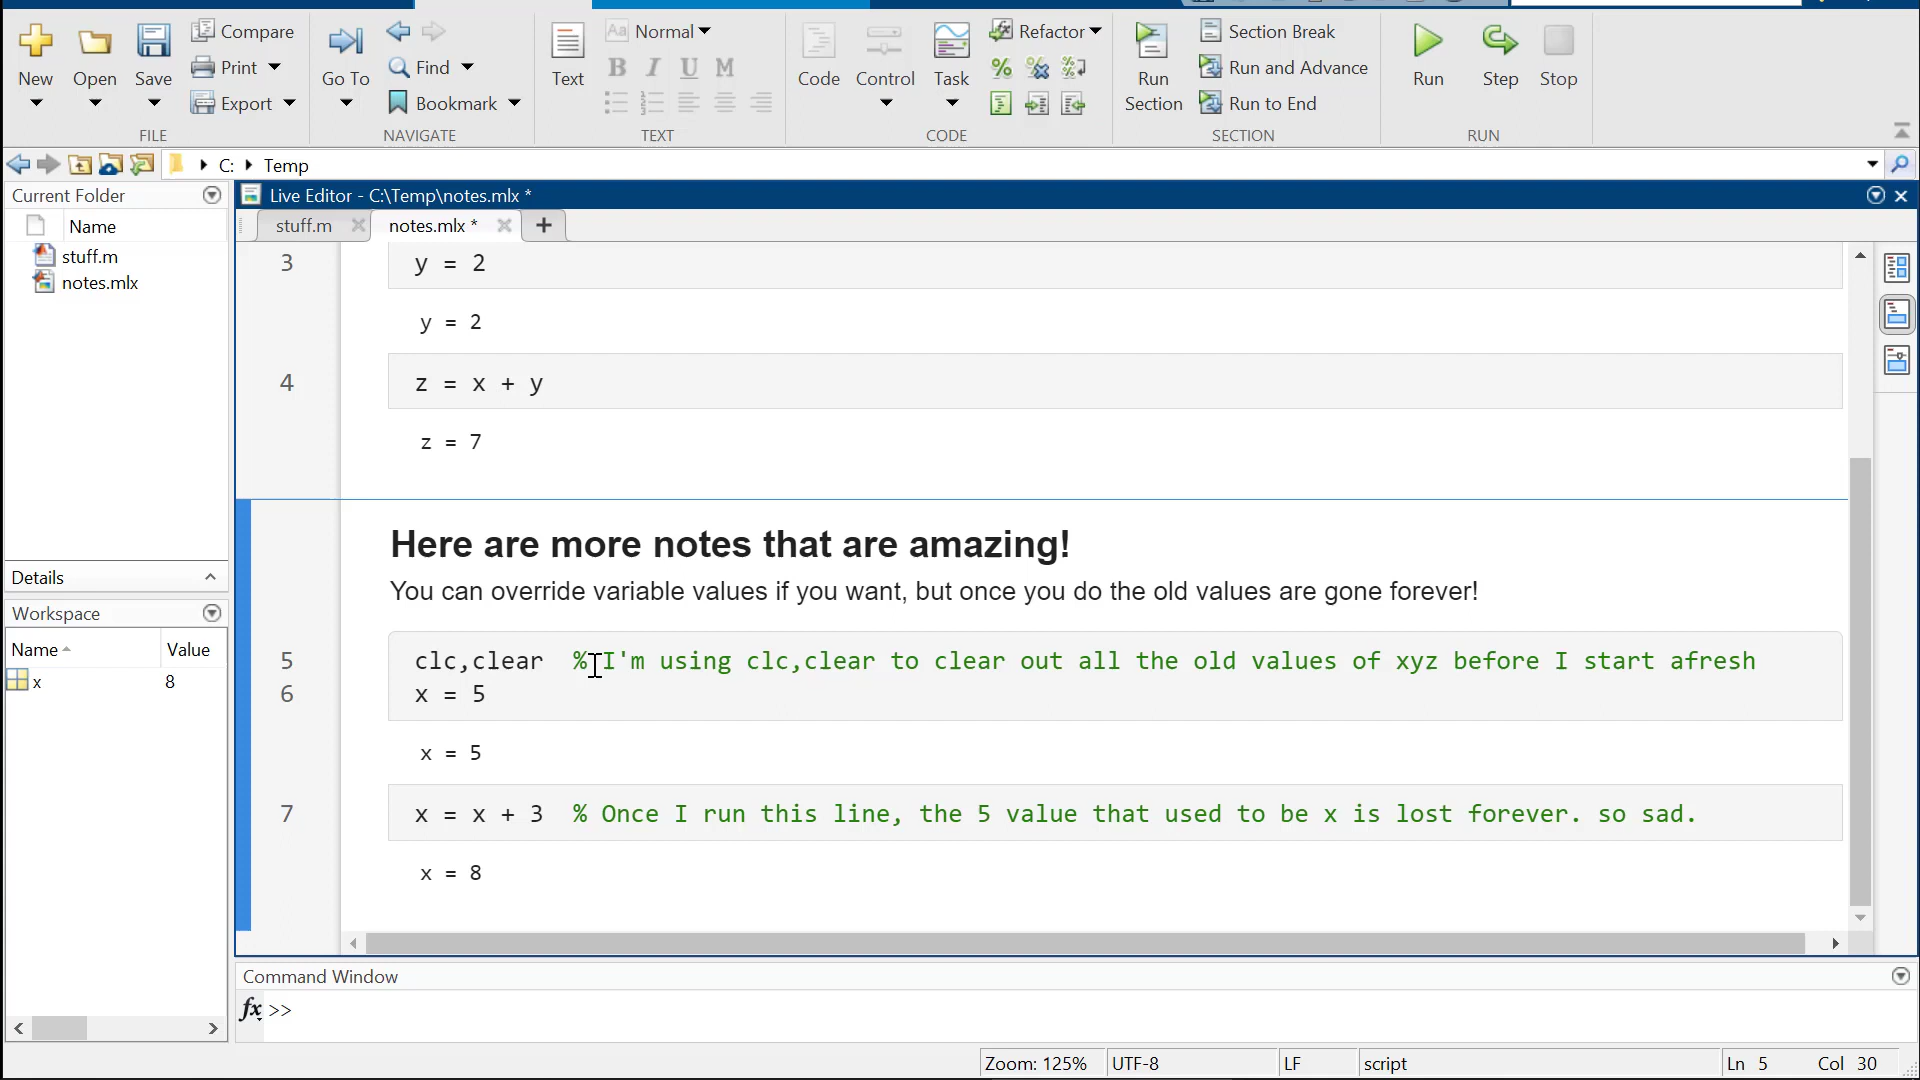 New
Open
Save
Compare
Print
Export
FILE
Go To
Find
Bookmark
NAVIGATE
Text
Aa Normal
B I U M
TEXT
Code
Control
Task
Refactor
CODE
Run
Section
Section Break
Run and Advance
Run to End
SECTION
Run
Step
Stop
RUN
C: Temp
Current Folder
Name
stuff.m
notes.mlx
Details
Workspace
Name Value
x 8
Live Editor - C:\Temp\notes.mlx *
stuff.m
notes.mlx *
+
3 y = 2
y = 2
4 z = x + y
z = 7
Here are more notes that are amazing!
You can override variable values if you want, but once you do the old values are gone forever!
5 clc,clear % I'm using clc,clear to clear out all the old values of xyz before I start afresh
6 x = 5
x = 5
7 x = x + 3 % Once I run this line, the 5 value that used to be x is lost forever. so sad.
x = 8
Command Window
fx >>
Zoom: 125% UTF-8 LF script Ln 5 Col 30